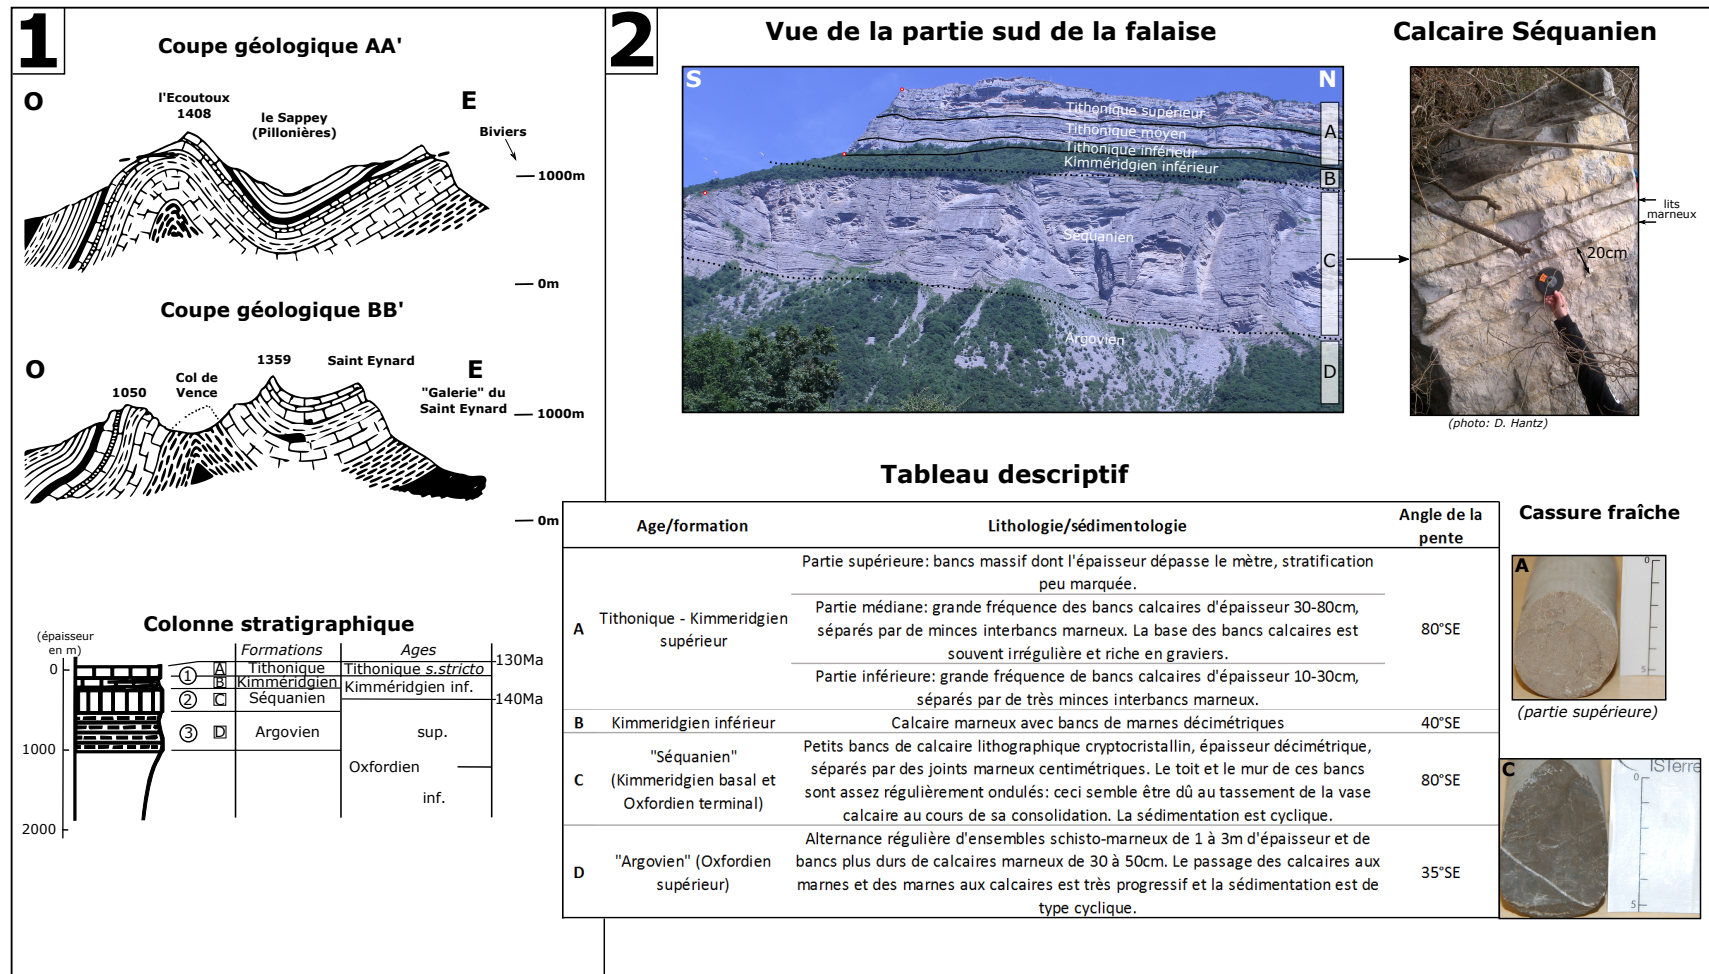 1
Coupe géologique AA'
O
E
l'Ecoutoux
1408
le Sappey
(Pillonières)
Biviers
1000m
0m
Coupe géologique BB'
O
E
1050
Col de
Vence
1359
Saint Eynard
"Galerie" du
Saint Eynard
1000m
0m
Colonne stratigraphique
(épaisseur
en m)
Formations
Ages
0
1000
2000
1
A
Tithonique
Tithonique s.stricto
130Ma
B
Kimméridgien
Kimméridgien inf.
2
C
Séquanien
140Ma
3
D
Argovien
sup.
Oxfordien
inf.
2
Vue de la partie sud de la falaise
S
N
Tithonique supérieur
Tithonique moyen
Tithonique inférieur
Kimméridgien inférieur
Séquanien
Argovien
A
B
C
D
Calcaire Séquanien
lits
marneux
20cm
(photo: D. Hantz)
Tableau descriptif
Age/formation
Lithologie/sédimentologie
Angle de la
pente
A
Tithonique - Kimmeridgien
supérieur
Partie supérieure: bancs massif dont l'épaisseur dépasse le mètre, stratification
peu marquée.
Partie médiane: grande fréquence des bancs calcaires d'épaisseur 30-80cm,
séparés par de minces interbancs marneux. La base des bancs calcaires est
souvent irrégulière et riche en graviers.
Partie inférieure: grande fréquence de bancs calcaires d'épaisseur 10-30cm,
séparés par de très minces interbancs marneux.
80°SE
B
Kimmeridgien inférieur
Calcaire marneux avec bancs de marnes décimétriques
40°SE
C
"Séquanien"
(Kimmeridgien basal et
Oxfordien terminal)
Petits bancs de calcaire lithographique cryptocristallin, épaisseur décimétrique,
séparés par des joints marneux centimétriques. Le toit et le mur de ces bancs
sont assez régulièrement ondulés: ceci semble être dû au tassement de la vase
calcaire au cours de sa consolidation. La sédimentation est cyclique.
80°SE
D
"Argovien" (Oxfordien
supérieur)
Alternance régulière d'ensembles schisto-marneux de 1 à 3m d'épaisseur et de
bancs plus durs de calcaires marneux de 30 à 50cm. Le passage des calcaires aux
marnes et des marnes aux calcaires est très progressif et la sédimentation est de
type cyclique.
35°SE
Cassure fraîche
A
0
5
(partie supérieure)
C
ISTerre
0
5